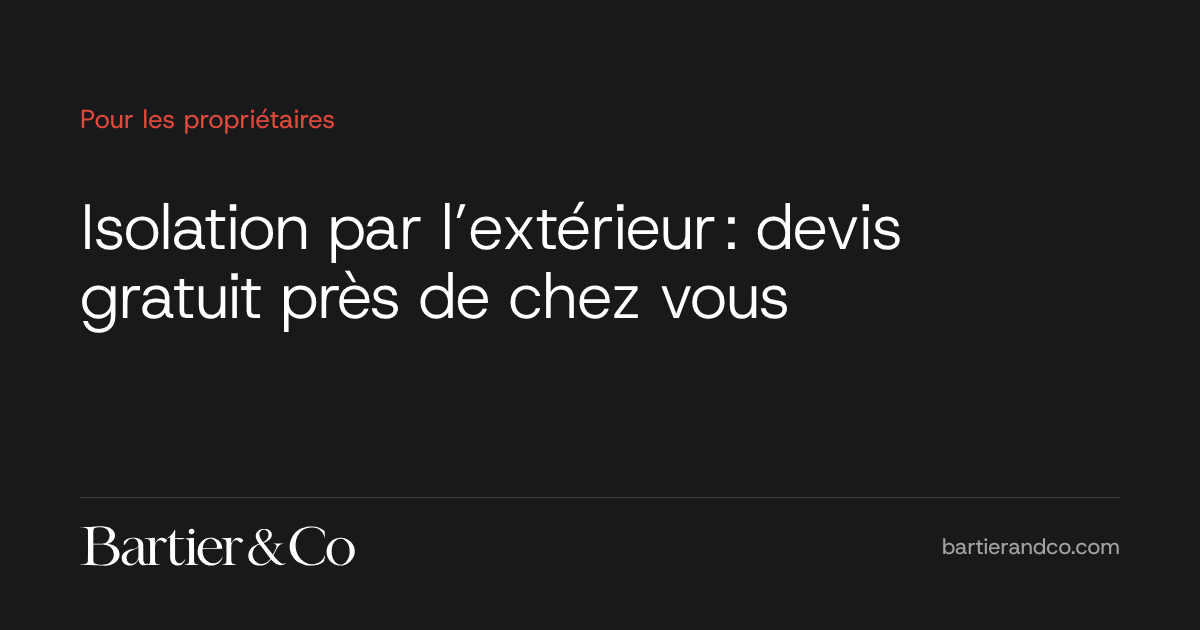 Pour les propriétaires
Isolation par l’extérieur : devis
gratuit près de chez vous
Bartier & Co
bartierandco.com